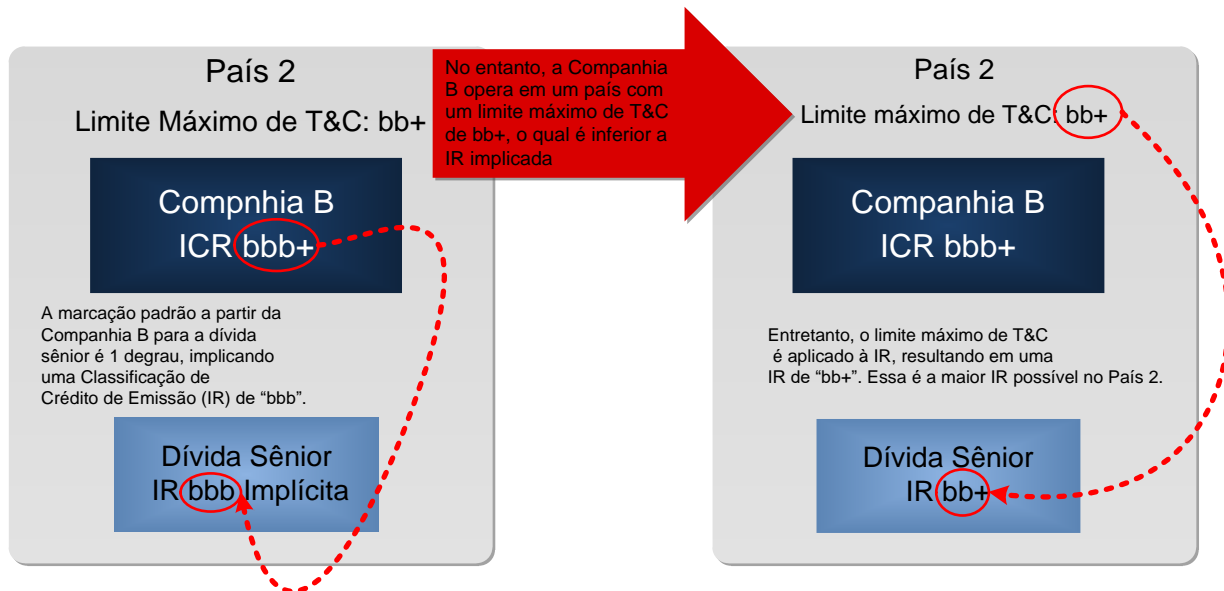 País 2
Limite Máximo de T&C: bb+
Compnhia B
ICR bbb+
A marcação padrão a partir da
Companhia B para a dívida
sênior é 1 degrau, implicando
uma Classificação de
Crédito de Emissão (IR) de “bbb”.
Dívida Sênior
IR bbb Implícita
No entanto, a Companhia
B opera em um país com
um limite máximo de T&C
de bb+, o qual é inferior a
IR implicada
País 2
Limite máximo de T&C: bb+
Companhia B
ICR bbb+
Entretanto, o limite máximo de T&C
é aplicado à IR, resultando em uma
IR de “bb+”. Essa é a maior IR possível no País 2.
Dívida Sênior
IR bb+